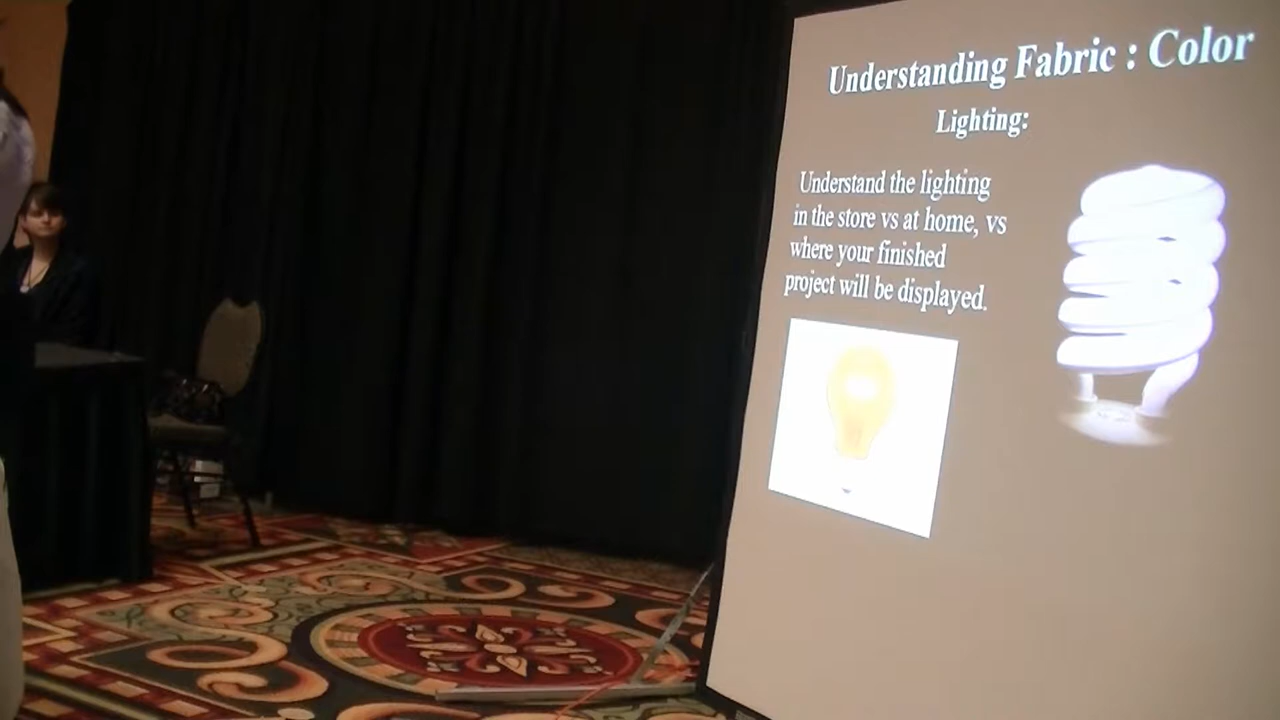 Understanding Fabric : Color
Lighting:
Understand the lighting
in the store vs at home, vs
where your finished
project will be displayed.